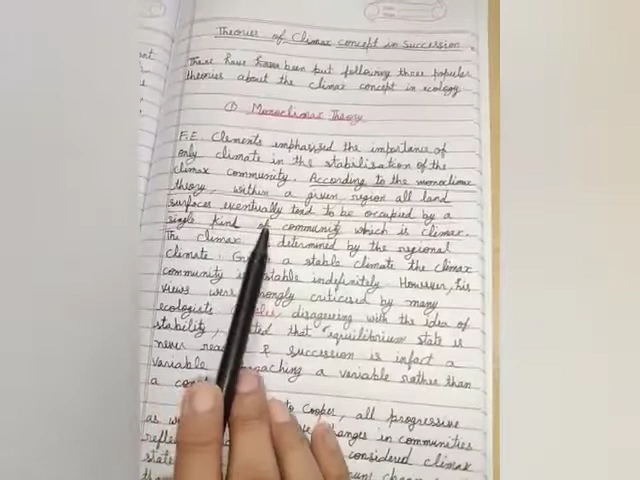 Theories of Climax concept in Succession
There have been put following three popular
theories about the climax concept in ecology
① Monoclimax Theory
F.E. Clements emphasised the importance of
only climate in the stabilisation of the
climax community. According to the monoclimax
theory, within a given region all land
surfaces eventually tend to be occupied by a
single kind of community which is climax.
The climax determined by the regional
climate. a stable climate the climax
community stable indefinitely. However, his
views were criticised by many
ecologists disagreeing with the idea of
stability, that "equilibrium state is
never & succession is infact a
variable a variable rather than
a
to Cooper, all progressive
as changes in communities
considered climax